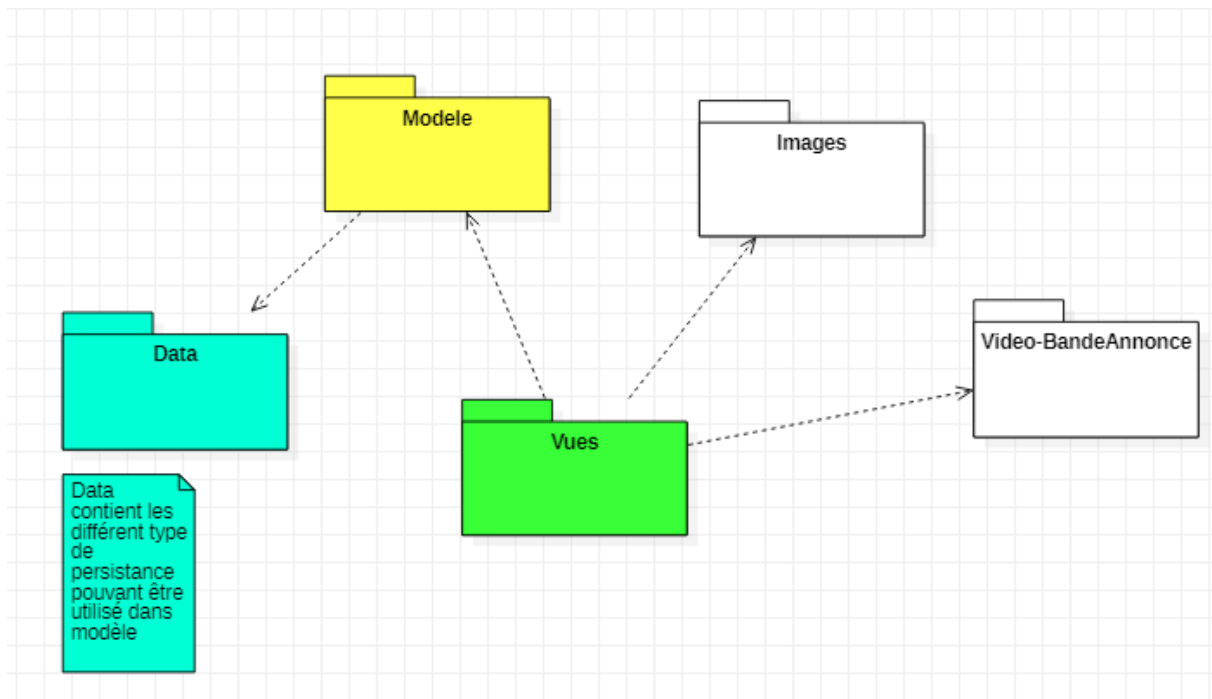 Modele
Images
Video-BandeAnnonce
Data
Vues
Data
contient les
différent type
de
persistance
pouvant être
utilisé dans
modèle